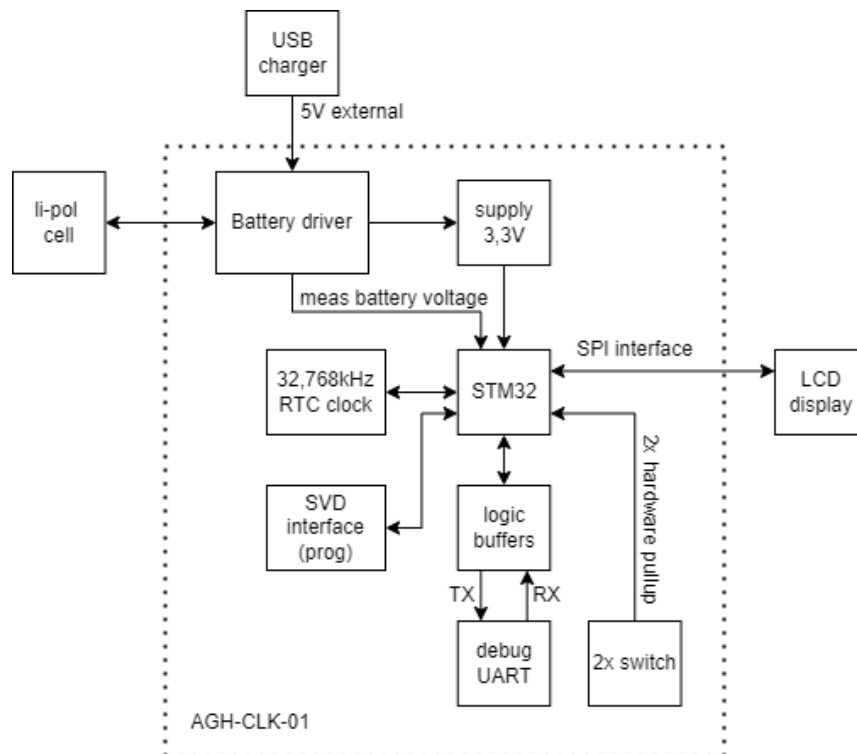 USB
charger
5V external
li-pol
cell
Battery driver
supply
3,3V
meas battery voltage
SPI interface
32,768kHz
RTC clock
STM32
LCD
display
2x hardware pullup
SVD
interface
(prog)
logic
buffers
TX
RX
debug
UART
2x switch
AGH-CLK-01